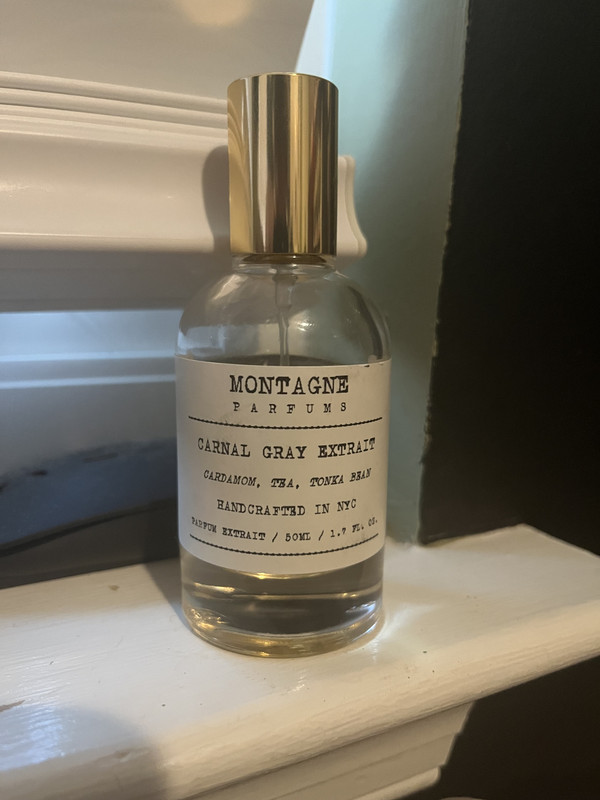 MONTAGNE
PARFUMS
CARNAL GRAY EXTRAIT
CARDAMOM, TEA, TONKA BEAN
HANDCRAFTED IN NYC
PARFUM EXTRAIT / 50ML / 1.7 FL. OZ.